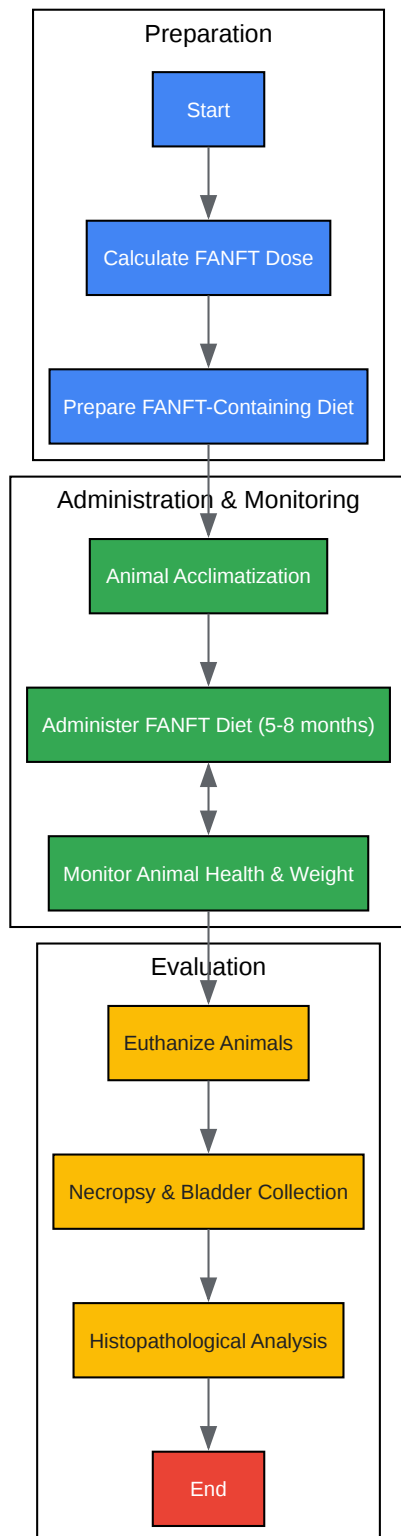 Preparation
Start
Calculate FANFT Dose
Prepare FANFT-Containing Diet
Administration & Monitoring
Animal Acclimatization
Administer FANFT Diet (5-8 months)
Monitor Animal Health & Weight
Evaluation
Euthanize Animals
Necropsy & Bladder Collection
Histopathological Analysis
End